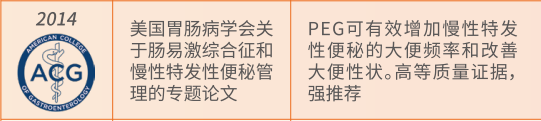 2014
AMERICAN COLLEGE
ACG
OF GASTROENTEROLOGY
美国胃肠病学会关
于肠易激综合征和
慢性特发性便秘管
理的专题论文
PEG可有效增加慢性特发
性便秘的大便频率和改善
大便性状。高等质量证据,
强推荐